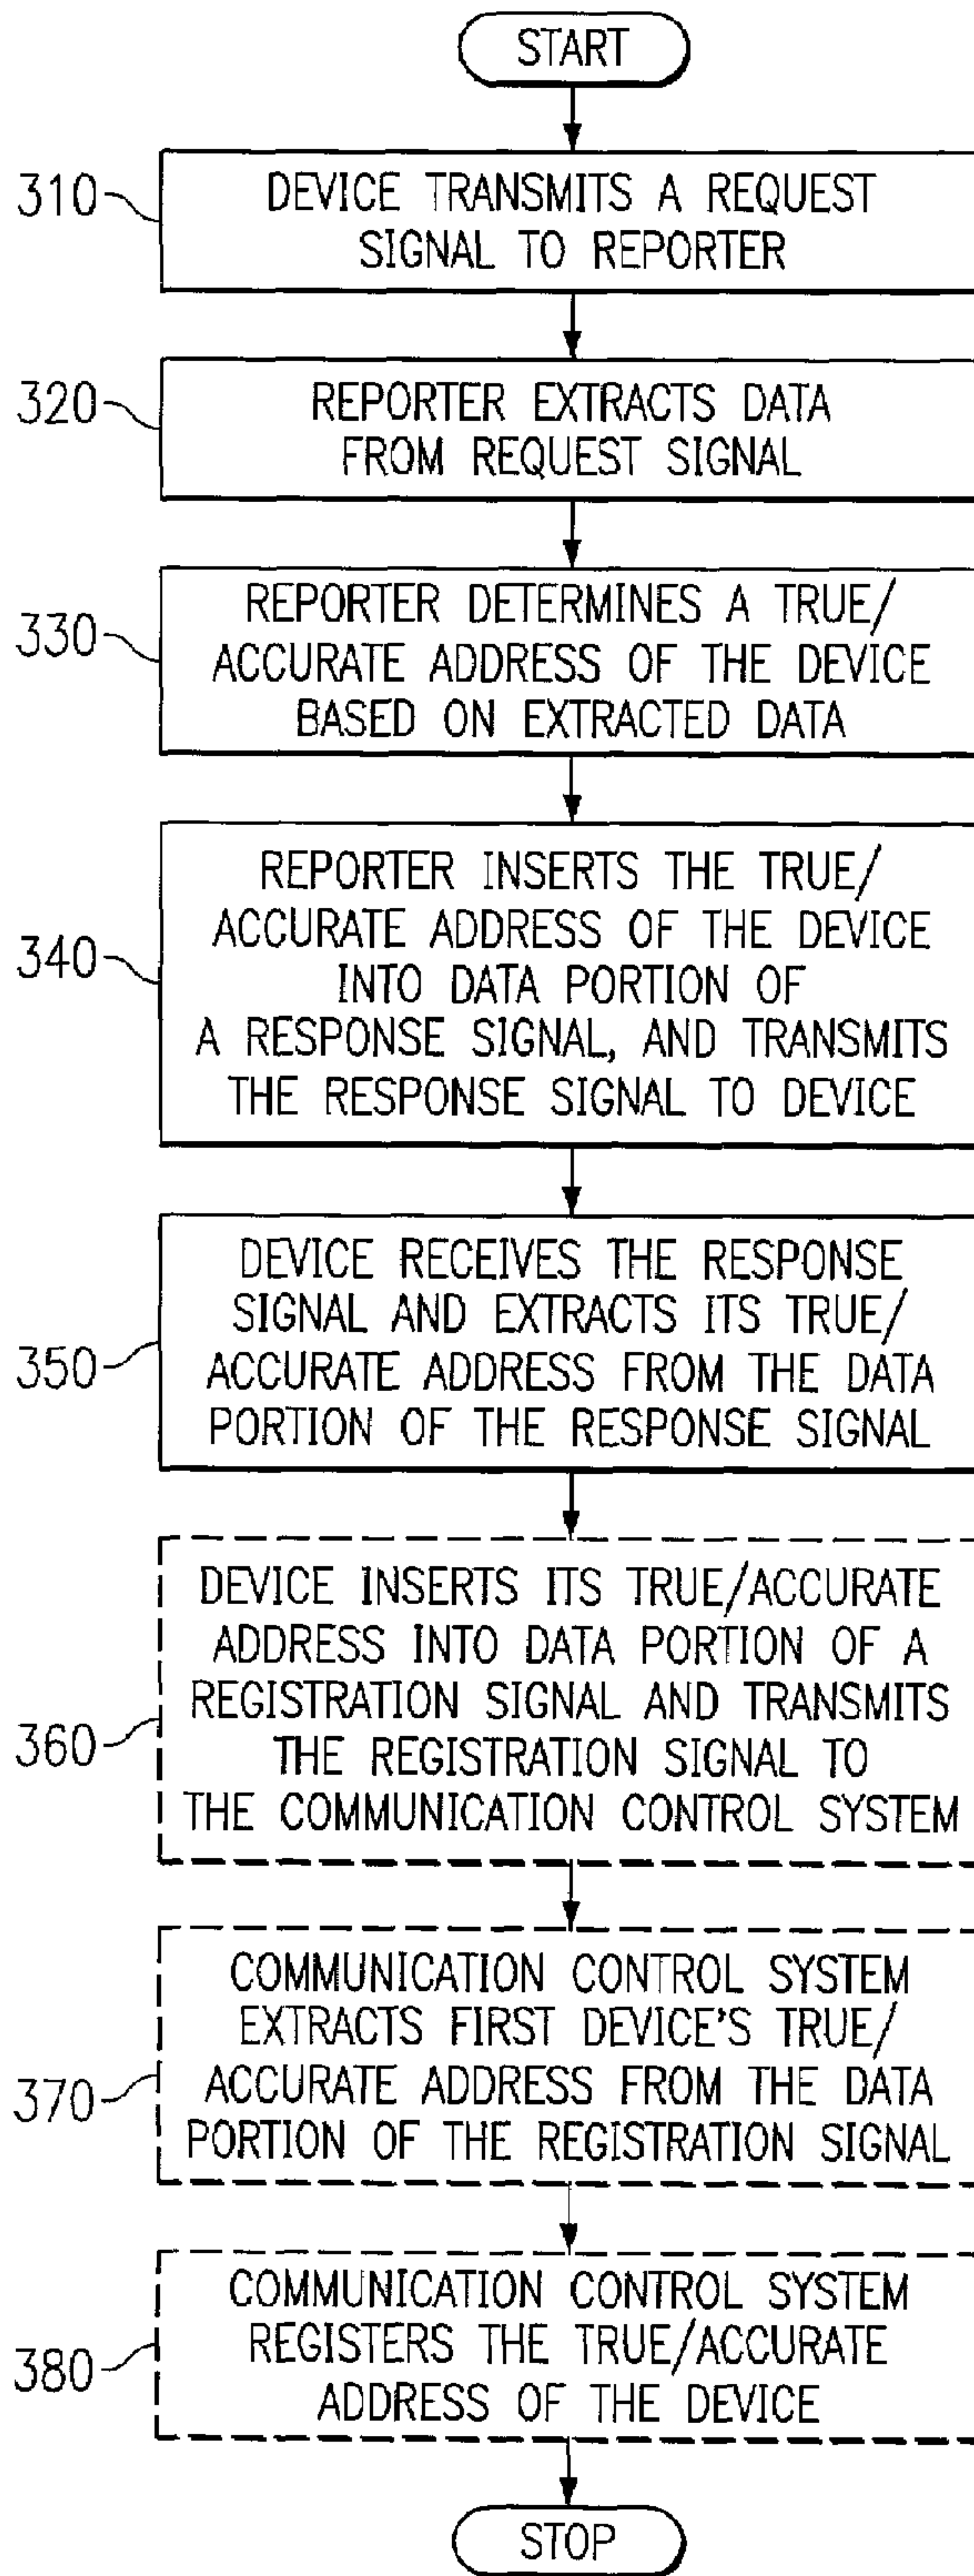 START
310
DEVICE TRANSMITS A REQUEST
SIGNAL TO REPORTER
320
REPORTER EXTRACTS DATA
FROM REQUEST SIGNAL
330
REPORTER DETERMINES A TRUE/
ACCURATE ADDRESS OF THE DEVICE
BASED ON EXTRACTED DATA
340
REPORTER INSERTS THE TRUE/
ACCURATE ADDRESS OF THE DEVICE
INTO DATA PORTION OF
A RESPONSE SIGNAL, AND TRANSMITS
THE RESPONSE SIGNAL TO DEVICE
350
DEVICE RECEIVES THE RESPONSE
SIGNAL AND EXTRACTS ITS TRUE/
ACCURATE ADDRESS FROM THE DATA
PORTION OF THE RESPONSE SIGNAL
360
DEVICE INSERTS ITS TRUE/ACCURATE
ADDRESS INTO DATA PORTION OF A
REGISTRATION SIGNAL AND TRANSMITS
THE REGISTRATION SIGNAL TO
THE COMMUNICATION CONTROL SYSTEM
370
COMMUNICATION CONTROL SYSTEM
EXTRACTS FIRST DEVICE'S TRUE/
ACCURATE ADDRESS FROM THE DATA
PORTION OF THE REGISTRATION SIGNAL
380
COMMUNICATION CONTROL SYSTEM
REGISTERS THE TRUE/ACCURATE
ADDRESS OF THE DEVICE
STOP